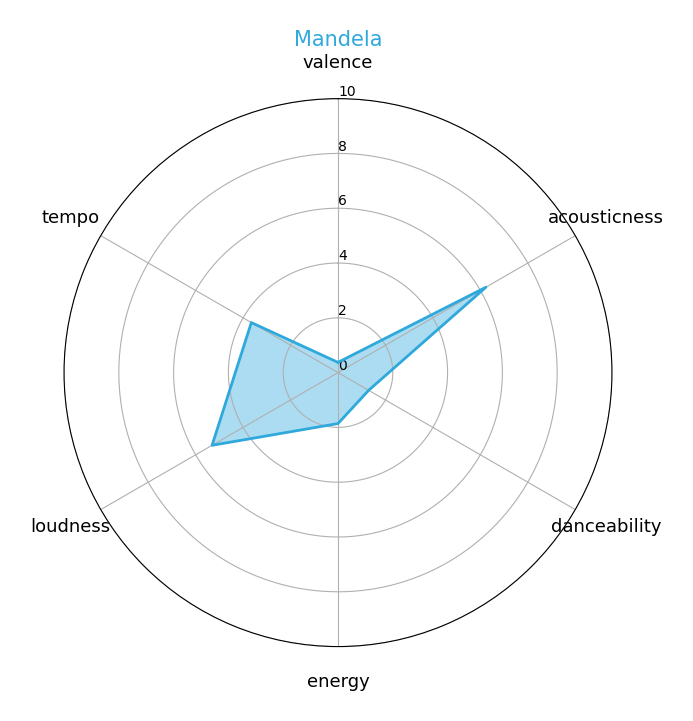 Mandela
valence
10
8
tempo
acousticness
6
4
2
0
loudness
danceability
energy